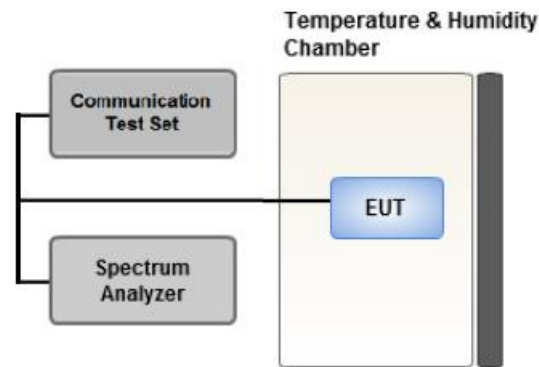 Temperature & Humidity
Chamber
Communication
Test Set
EUT
Spectrum
Analyzer